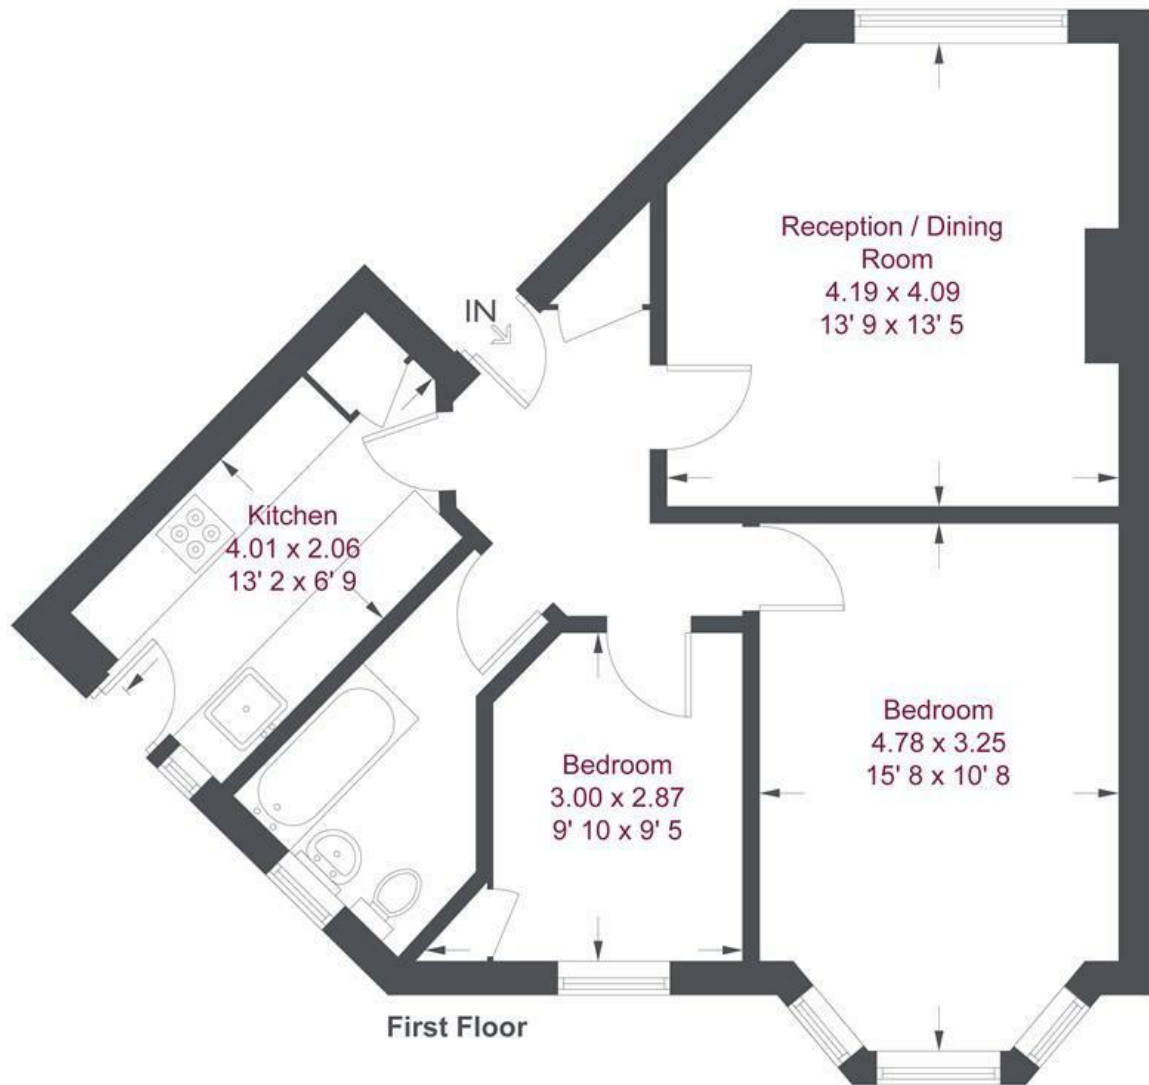 Reception / Dining
Room
4.19 x 4.09
13' 9 x 13' 5
IN
Kitchen
4.01 x 2.06
13' 2 x 6' 9
Bedroom
4.78 x 3.25
15' 8 x 10' 8
Bedroom
3.00 x 2.87
9' 10 x 9' 5
First Floor